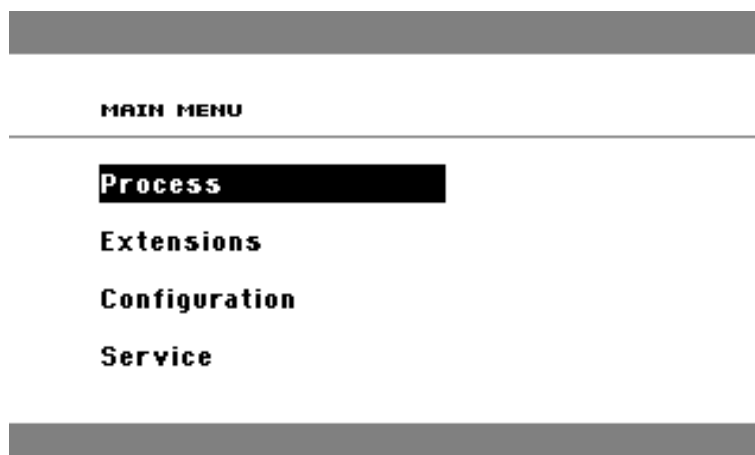 MAIN MENU
Process
Extensions
Configuration
Service